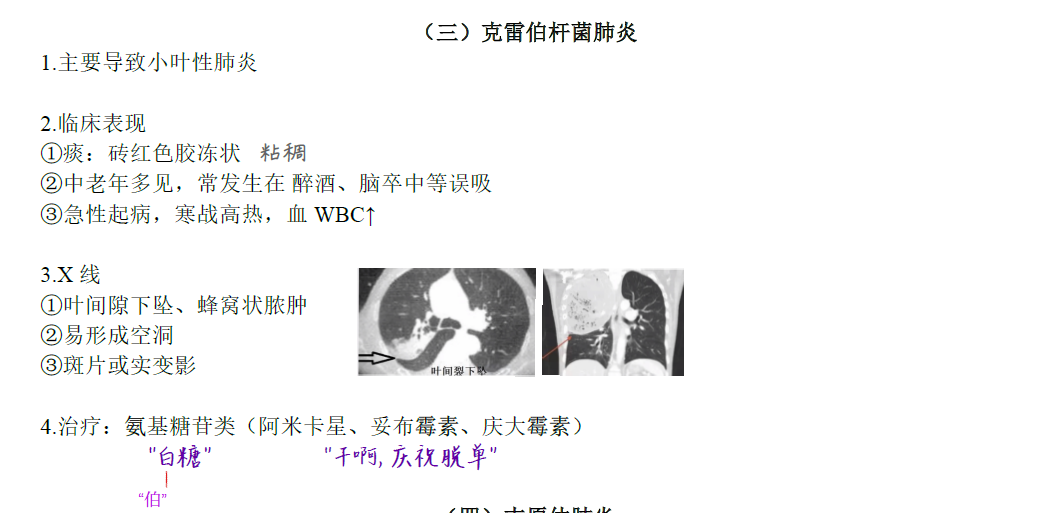 （三）克雷伯杆菌肺炎
1.主要导致小叶性肺炎
2.临床表现
①痰：砖红色胶冻状 粘稠
②中老年多见，常发生在 醉酒、脑卒中等误吸
③急性起病，寒战高热，血 WBC↑
3.X 线
①叶间隙下坠、蜂窝状脓肿
②易形成空洞
③斑片或实变影
叶间裂下坠
4.治疗：氨基糖苷类（阿米卡星、妥布霉素、庆大霉素）
"白糖" "干啊,庆祝脱单"
“伯”
（四）支原体肺炎